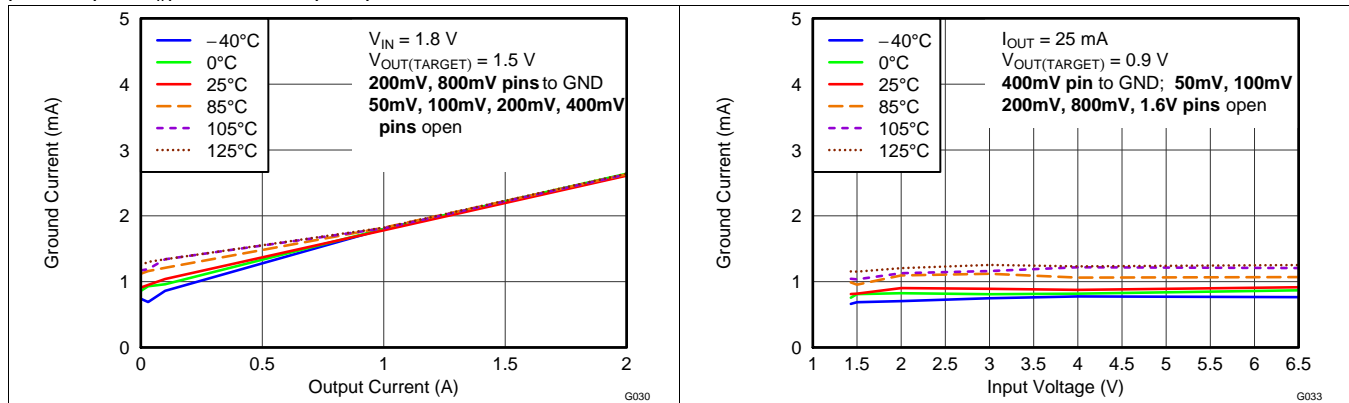 5
4
3
2
1
0
Ground Current (mA)
−40°C
0°C
25°C
85°C
105°C
125°C
VIN = 1.8 V
VOUT(TARGET) = 1.5 V
200mV, 800mV pins to GND
50mV, 100mV, 200mV, 400mV
pins open
0 0.5 1 1.5 2
Output Current (A)
G030
5
4
3
2
1
0
Ground Current (mA)
−40°C
0°C
25°C
85°C
105°C
125°C
IOUT = 25 mA
VOUT(TARGET) = 0.9 V
400mV pin to GND; 50mV, 100mV
200mV, 800mV, 1.6V pins open
1 1.5 2 2.5 3 3.5 4 4.5 5 5.5 6 6.5
Input Voltage (V)
G033